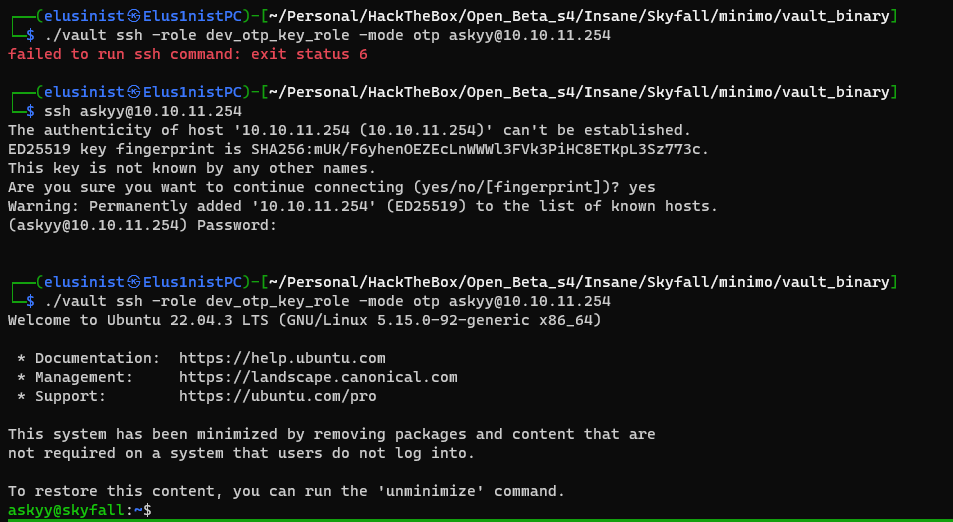 ┌──(elusinist㉿Elus1nistPC)-[~/Personal/HackTheBox/Open_Beta_s4/Insane/Skyfall/minimo/vault_binary]
└─$ ./vault ssh -role dev_otp_key_role -mode otp askyy@10.10.11.254
failed to run ssh command: exit status 6
┌──(elusinist㉿Elus1nistPC)-[~/Personal/HackTheBox/Open_Beta_s4/Insane/Skyfall/minimo/vault_binary]
└─$ ssh askyy@10.10.11.254
The authenticity of host '10.10.11.254 (10.10.11.254)' can't be established.
ED25519 key fingerprint is SHA256:mUK/F6yhenOEZEcLnWWWl3FVk3PiHC8ETKpL3Sz773c.
This key is not known by any other names.
Are you sure you want to continue connecting (yes/no/[fingerprint])? yes
Warning: Permanently added '10.10.11.254' (ED25519) to the list of known hosts.
(askyy@10.10.11.254) Password:
┌──(elusinist㉿Elus1nistPC)-[~/Personal/HackTheBox/Open_Beta_s4/Insane/Skyfall/minimo/vault_binary]
└─$ ./vault ssh -role dev_otp_key_role -mode otp askyy@10.10.11.254
Welcome to Ubuntu 22.04.3 LTS (GNU/Linux 5.15.0-92-generic x86_64)
* Documentation:  https://help.ubuntu.com
* Management:     https://landscape.canonical.com
* Support:        https://ubuntu.com/pro
This system has been minimized by removing packages and content that are
not required on a system that users do not log into.
To restore this content, you can run the 'unminimize' command.
askyy@skyfall:~$